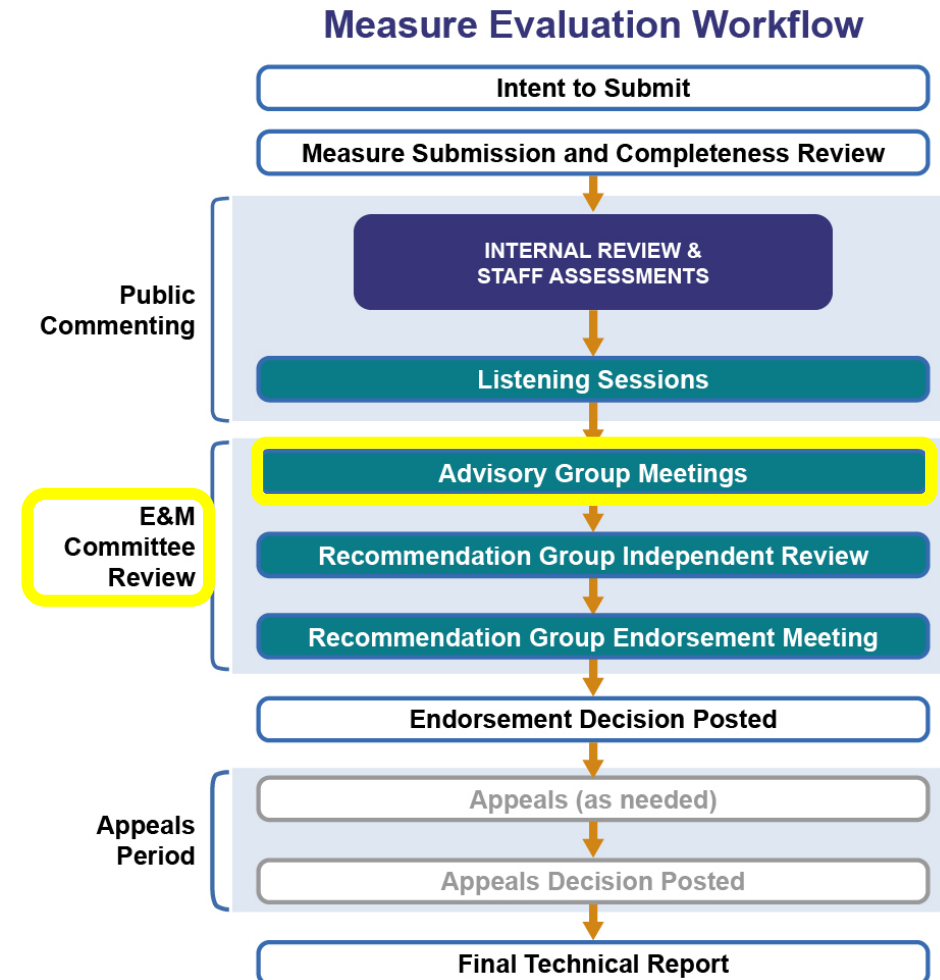 Measure Evaluation Workflow
Intent to Submit
Measure Submission and Completeness Review
INTERNAL REVIEW &
STAFF ASSESSMENTS
Public
Commenting
Listening Sessions
Advisory Group Meetings
E&M
Committee
Review
Recommendation Group Independent Review
Recommendation Group Endorsement Meeting
Endorsement Decision Posted
Appeals (as needed)
Appeals
Period
Appeals Decision Posted
Final Technical Report